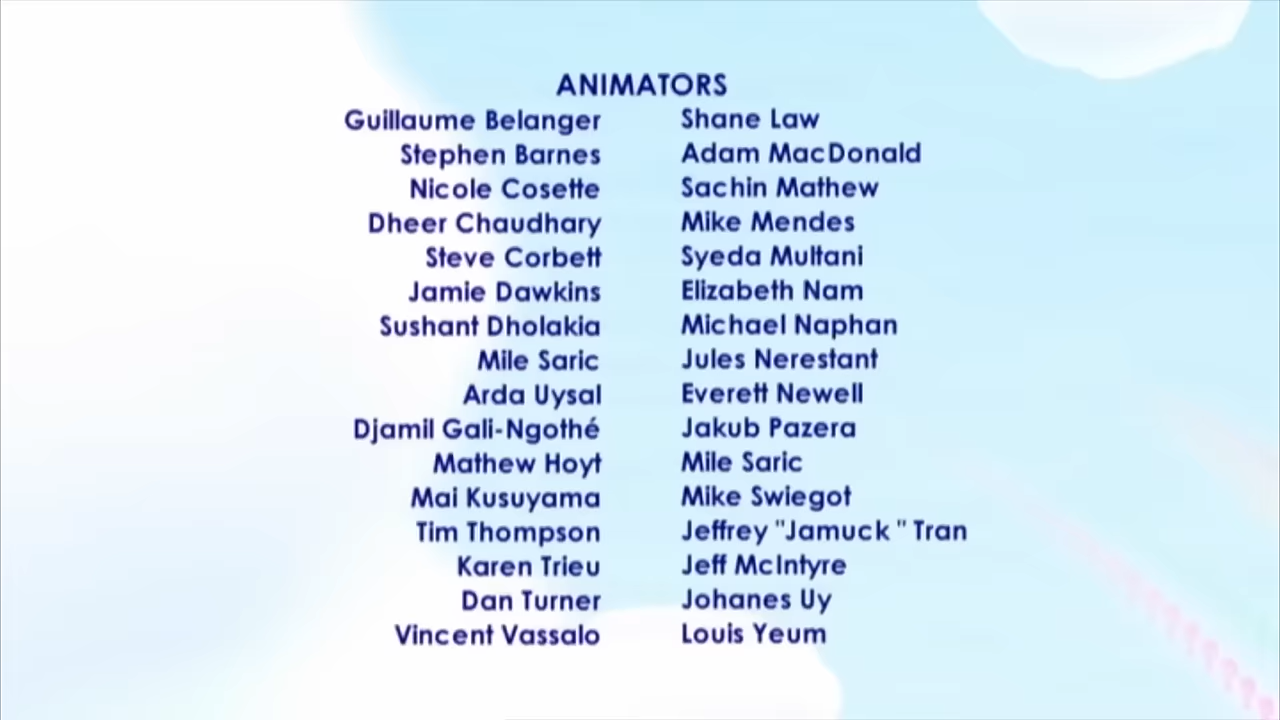 ANIMATORS
Guillaume Belanger Shane Law
Stephen Barnes Adam MacDonald
Nicole Cosette Sachin Mathew
Dheer Chaudhary Mike Mendes
Steve Corbett Syeda Multani
Jamie Dawkins Elizabeth Nam
Sushant Dholakia Michael Naphan
Mile Saric Jules Nerestant
Arda Uysal Everett Newell
Djamil Gali-Ngothé Jakub Pazera
Mathew Hoyt Mile Saric
Mai Kusuyama Mike Swiegot
Tim Thompson Jeffrey "Jamuck " Tran
Karen Trieu Jeff McIntyre
Dan Turner Johanes Uy
Vincent Vassalo Louis Yeum